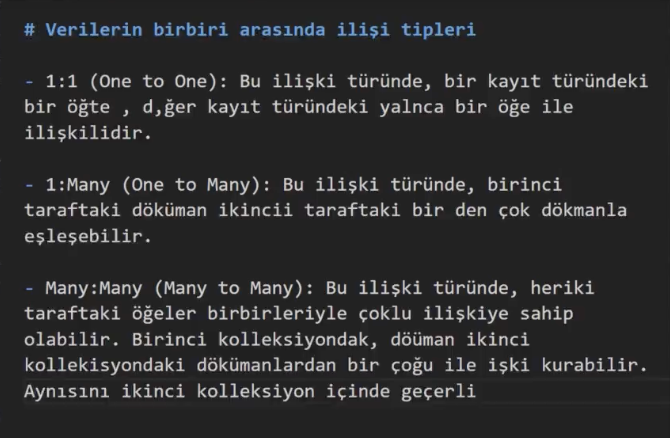 # Verilerin birbiri arasında ilişi tipleri
- 1:1 (One to One): Bu ilişki türünde, bir kayıt türündeki
bir öğte , d,ğer kayıt türündeki yalnca bir öğe ile
ilişkilidir.
- 1:Many (One to Many): Bu ilişki türünde, birinci
taraftaki döküman ikincii taraftaki bir den çok dökmanla
eşleşebilir.
- Many:Many (Many to Many): Bu ilişki türünde, heriki
taraftaki öğeler birbirleriyle çoklu ilişkiye sahip
olabilir. Birinci kolleksiyondak, döüman ikinci
kollekisyondaki dökümanlardan bir çoğu ile işki kurabilir.
Aynısını ikinci kolleksiyon içinde geçerli